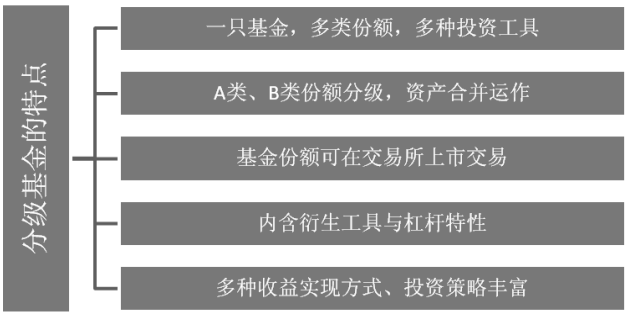 分级基金的特点
一只基金，多类份额，多种投资工具
A类、B类份额分级，资产合并运作
基金份额可在交易所上市交易
内含衍生工具与杠杆特性
多种收益实现方式、投资策略丰富